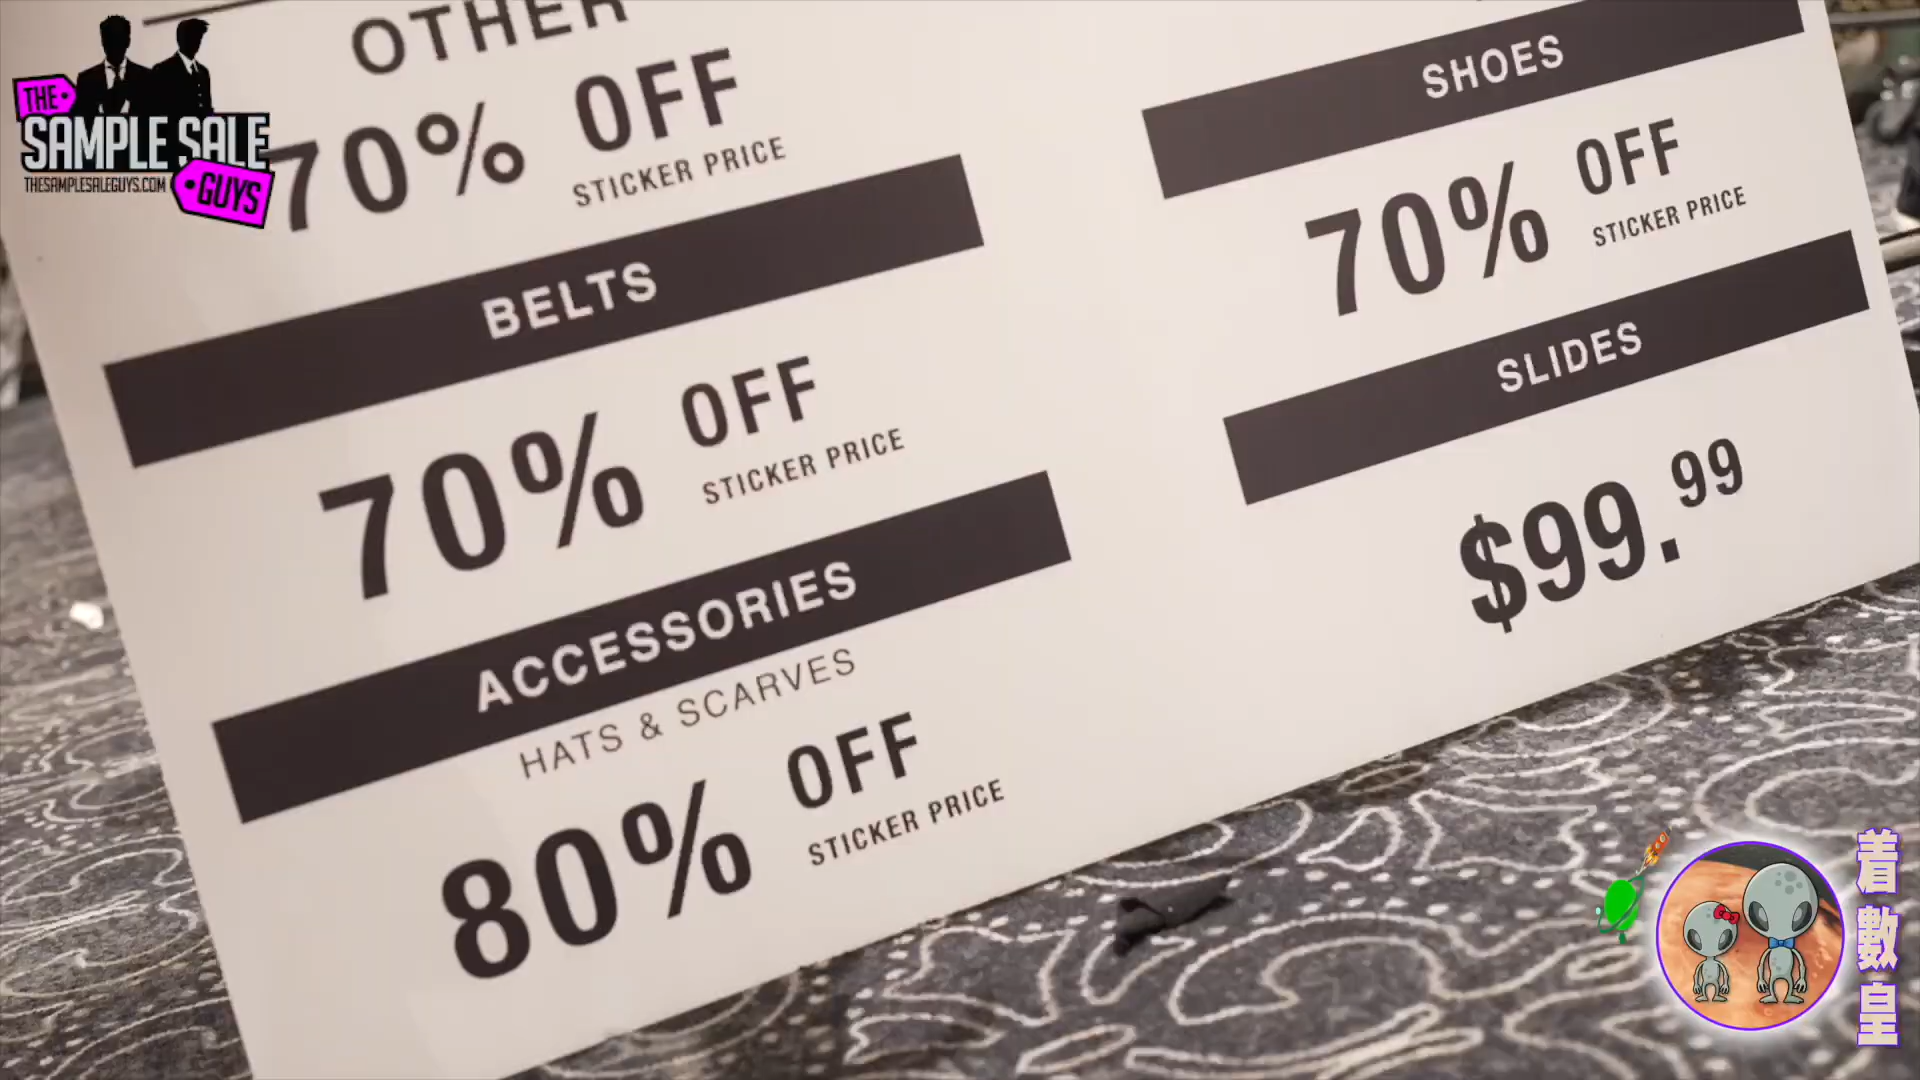 THE
SAMPLE SALE
THESAMPLESALEGUYS.COM
GUYS
OTHER
70% OFF
STICKER PRICE
BELTS
70% OFF
STICKER PRICE
ACCESSORIES
HATS & SCARVES
80% OFF
STICKER PRICE
SHOES
70% OFF
STICKER PRICE
SLIDES
$99.99
着數皇